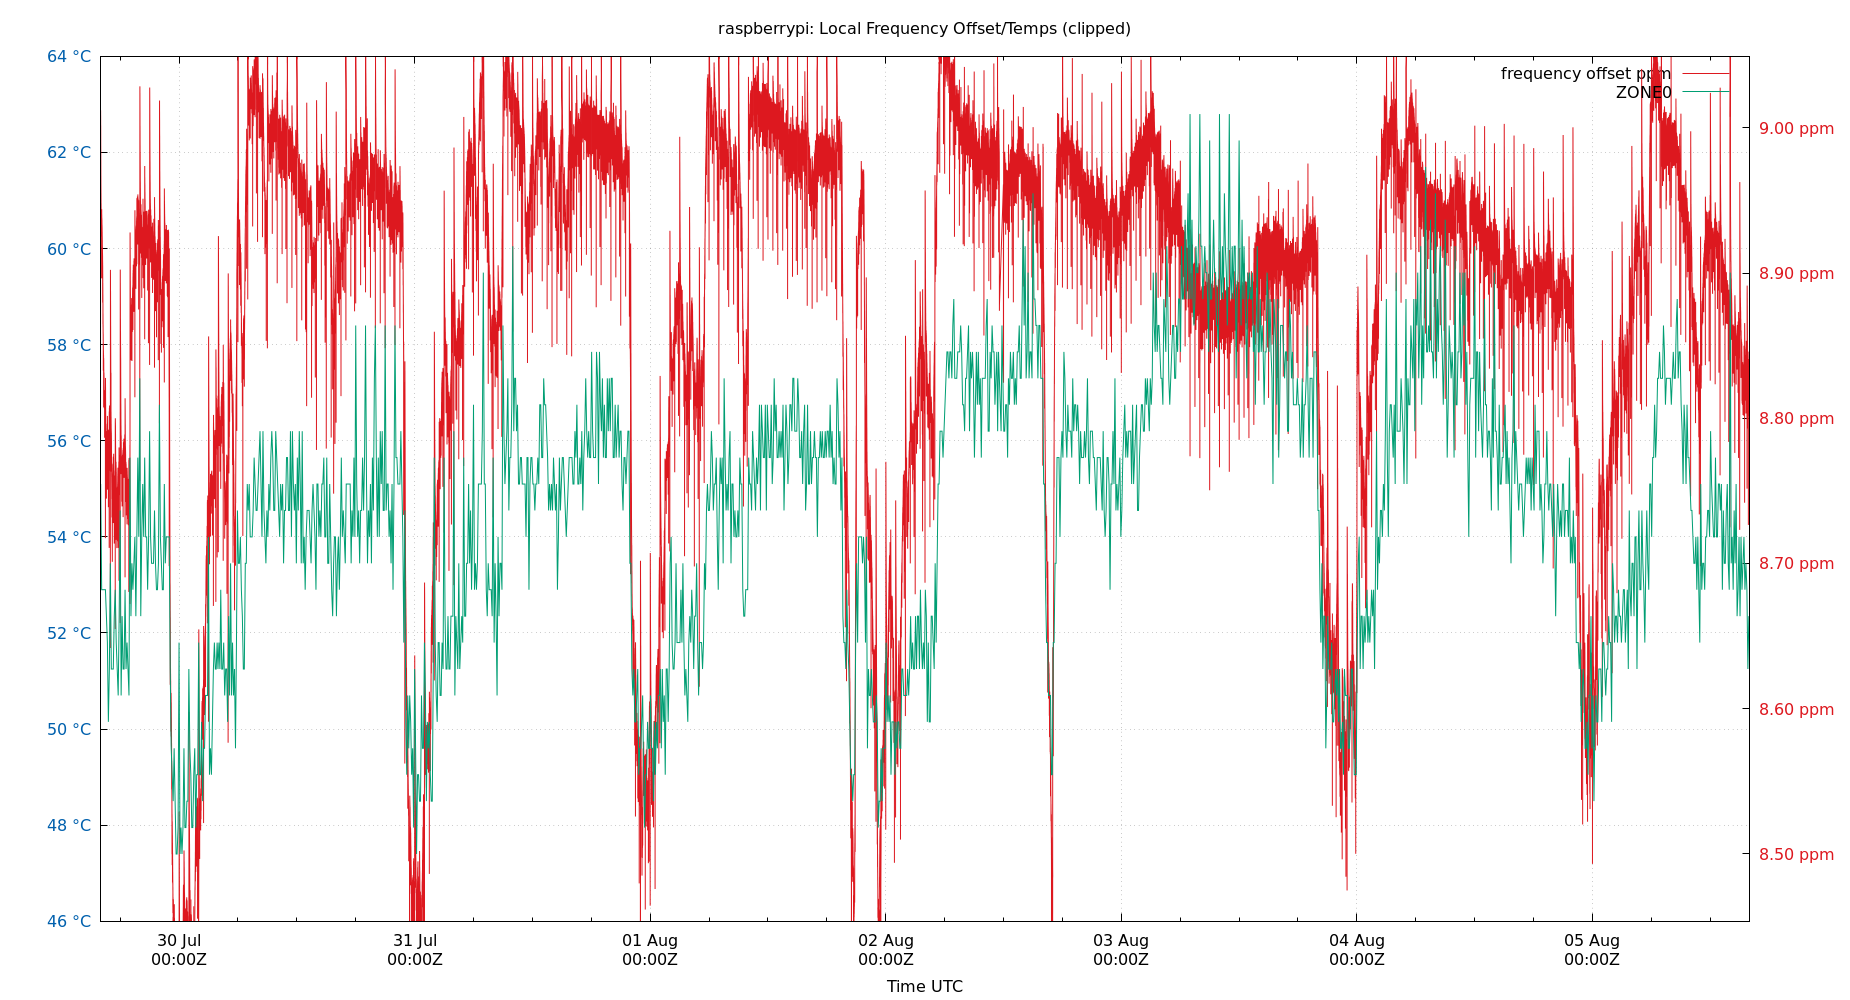 raspberrypi: Local Frequency Offset/Temps (clipped)
64 °C
62 °C
60 °C
58 °C
56 °C
54 °C
52 °C
50 °C
48 °C
46 °C
frequency offset ppm
ZONE0
9.00 ppm
8.90 ppm
8.80 ppm
8.70 ppm
8.60 ppm
8.50 ppm
30 Jul
00:00Z
31 Jul
00:00Z
01 Aug
00:00Z
02 Aug
00:00Z
03 Aug
00:00Z
04 Aug
00:00Z
05 Aug
00:00Z
Time UTC